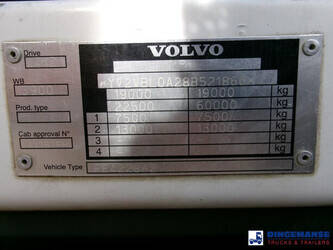 VOLVO
Drive
WB
Prod. type
Cab approval N°
Vehicle Type
19000 19000 kg
22500 60000 kg
1 7500 7500 kg
2 13000 13000 kg
3 kg
4 kg
DINGEMANSE
TRUCKS & TRAILERS